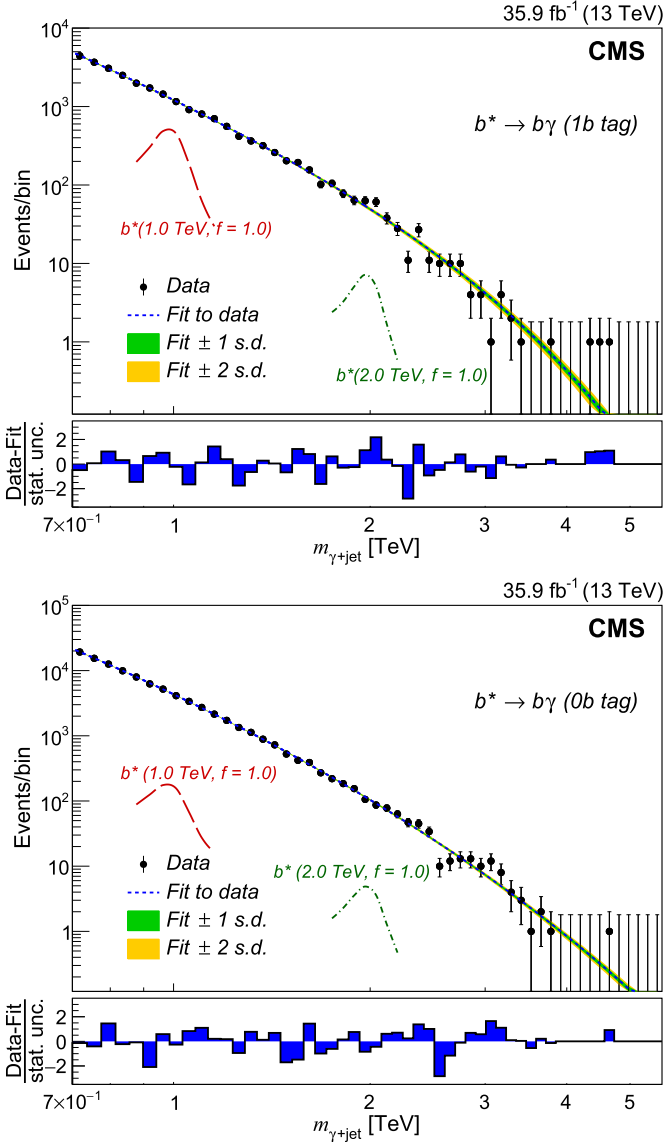 35.9 fb⁻¹ (13 TeV)
CMS
b* → bγ (1b tag)
Events/bin
10⁴
10³
10²
10
1
b*(1.0 TeV, f = 1.0)
b*(2.0 TeV, f = 1.0)
Data
Fit to data
Fit ± 1 s.d.
Fit ± 2 s.d.
Data-Fit
stat. unc.
2
0
−2
7×10⁻¹ 1 2 3 4 5
m_γ+jet [TeV]
35.9 fb⁻¹ (13 TeV)
CMS
b* → bγ (0b tag)
Events/bin
10⁵
10⁴
10³
10²
10
1
b* (1.0 TeV, f = 1.0)
b* (2.0 TeV, f = 1.0)
Data
Fit to data
Fit ± 1 s.d.
Fit ± 2 s.d.
Data-Fit
stat. unc.
2
0
−2
7×10⁻¹ 1 2 3 4 5
m_γ+jet [TeV]